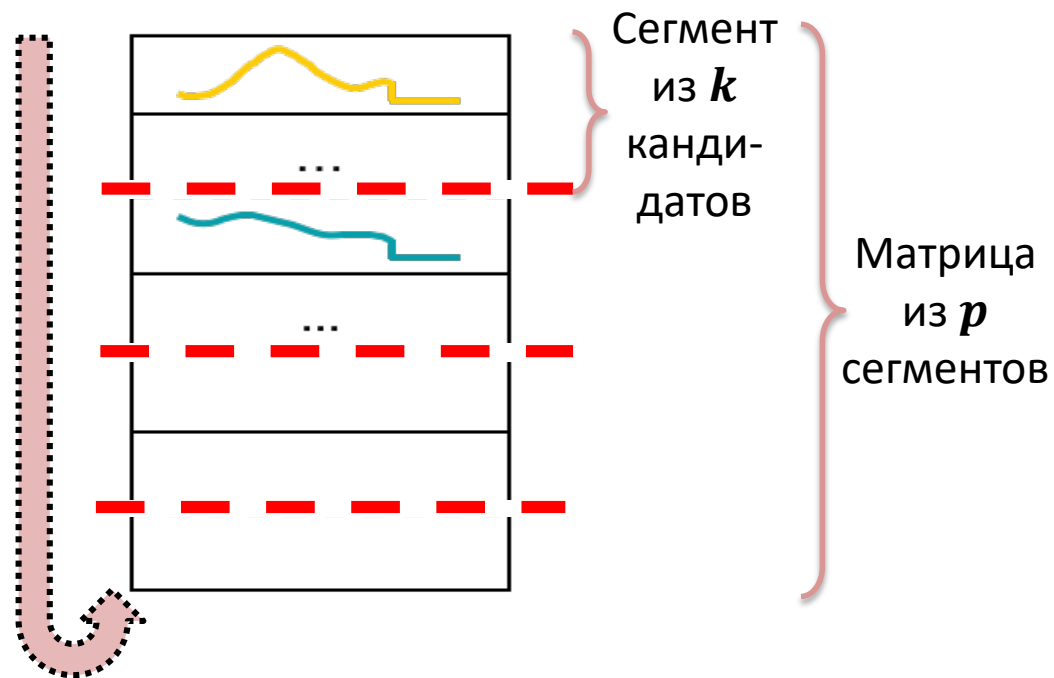 Сегмент
из k
канди-
датов
...
...
Матрица
из p
сегментов